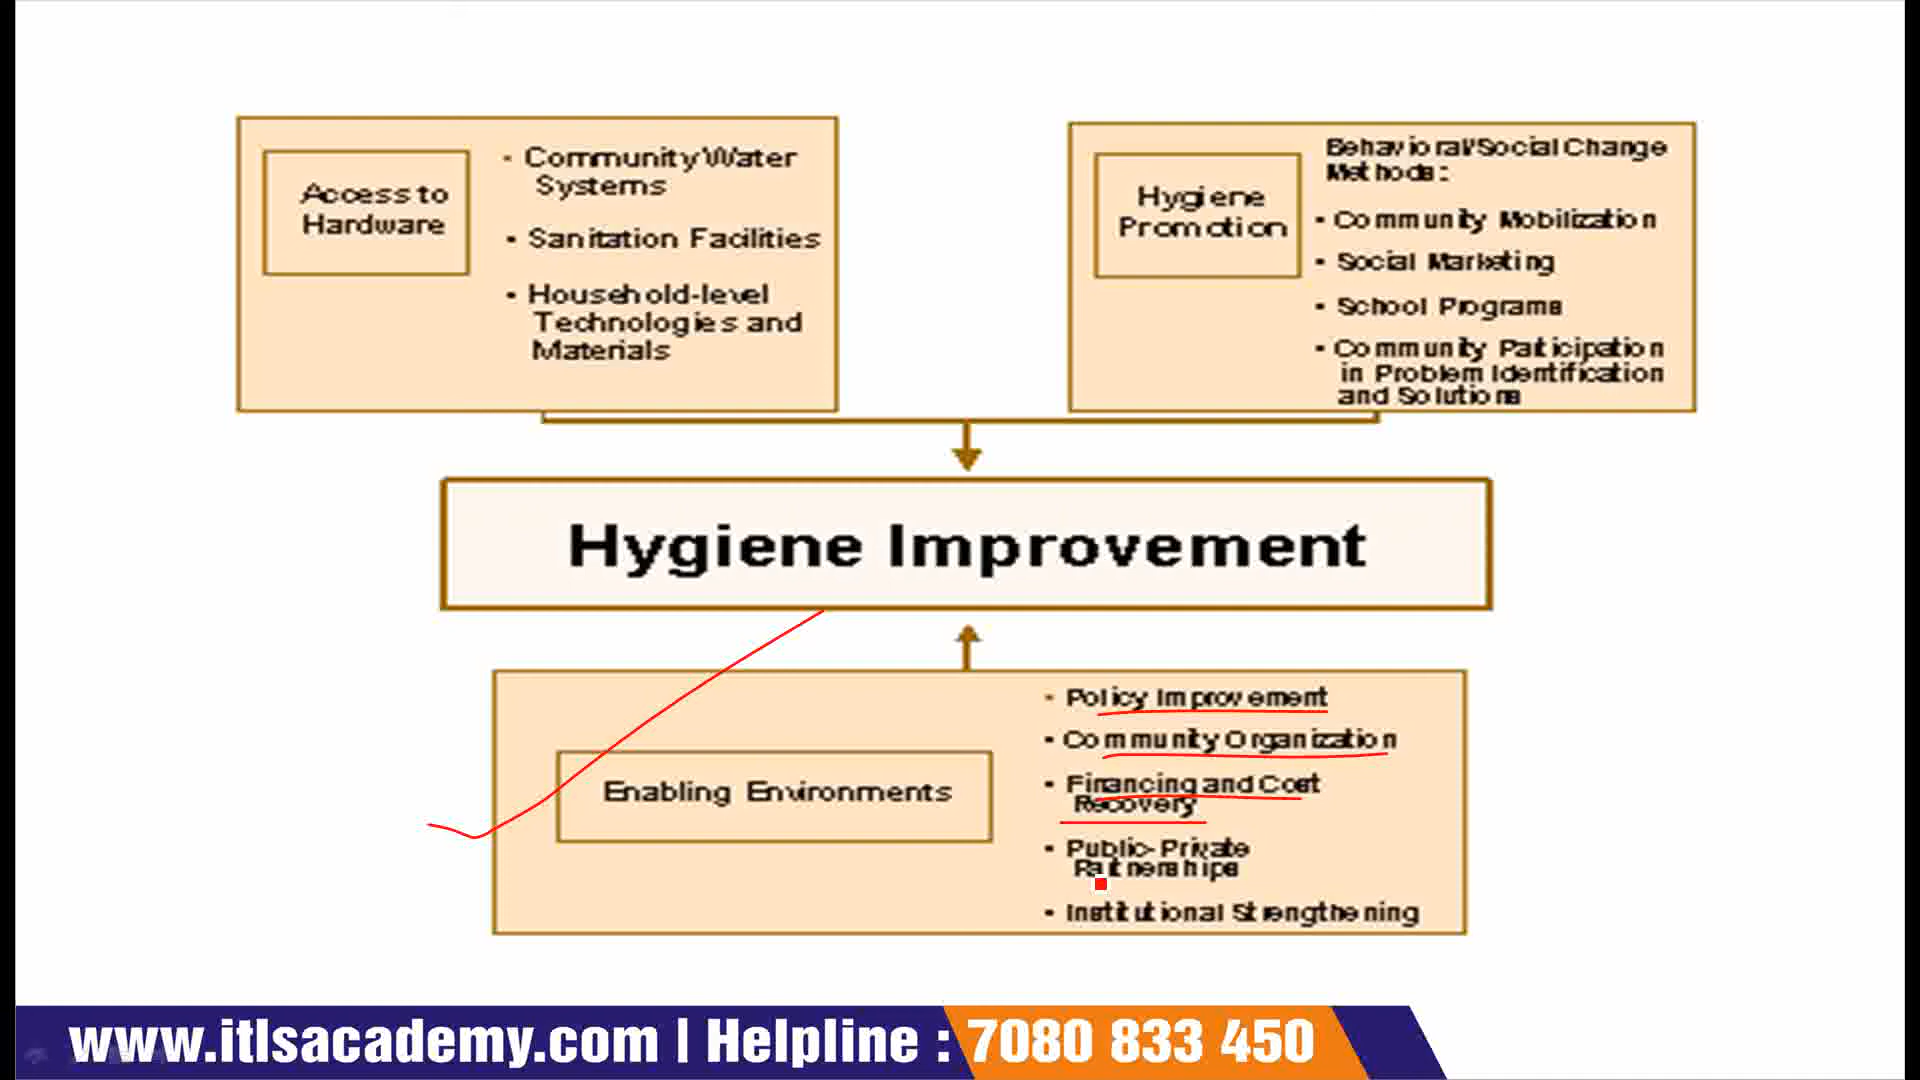 Access to
Hardware
• Community Water
Systems
• Sanitation Facilities
• Household-level
Technologies and
Materials
Hygiene
Promotion
Behavioral/Social Change
Methods:
• Community Mobilization
• Social Marketing
• School Programs
• Community Paiticipation
in Problem Identification
and Solutions
Hygiene Improvement
Enabling Environments
• Policy Improvement
• Community Organization
• Financing and Cost
Recovery
• Public-Private
Partnerships
• Institutional Strengthening
www.itlsacademy.com | Helpline : 7080 833 450